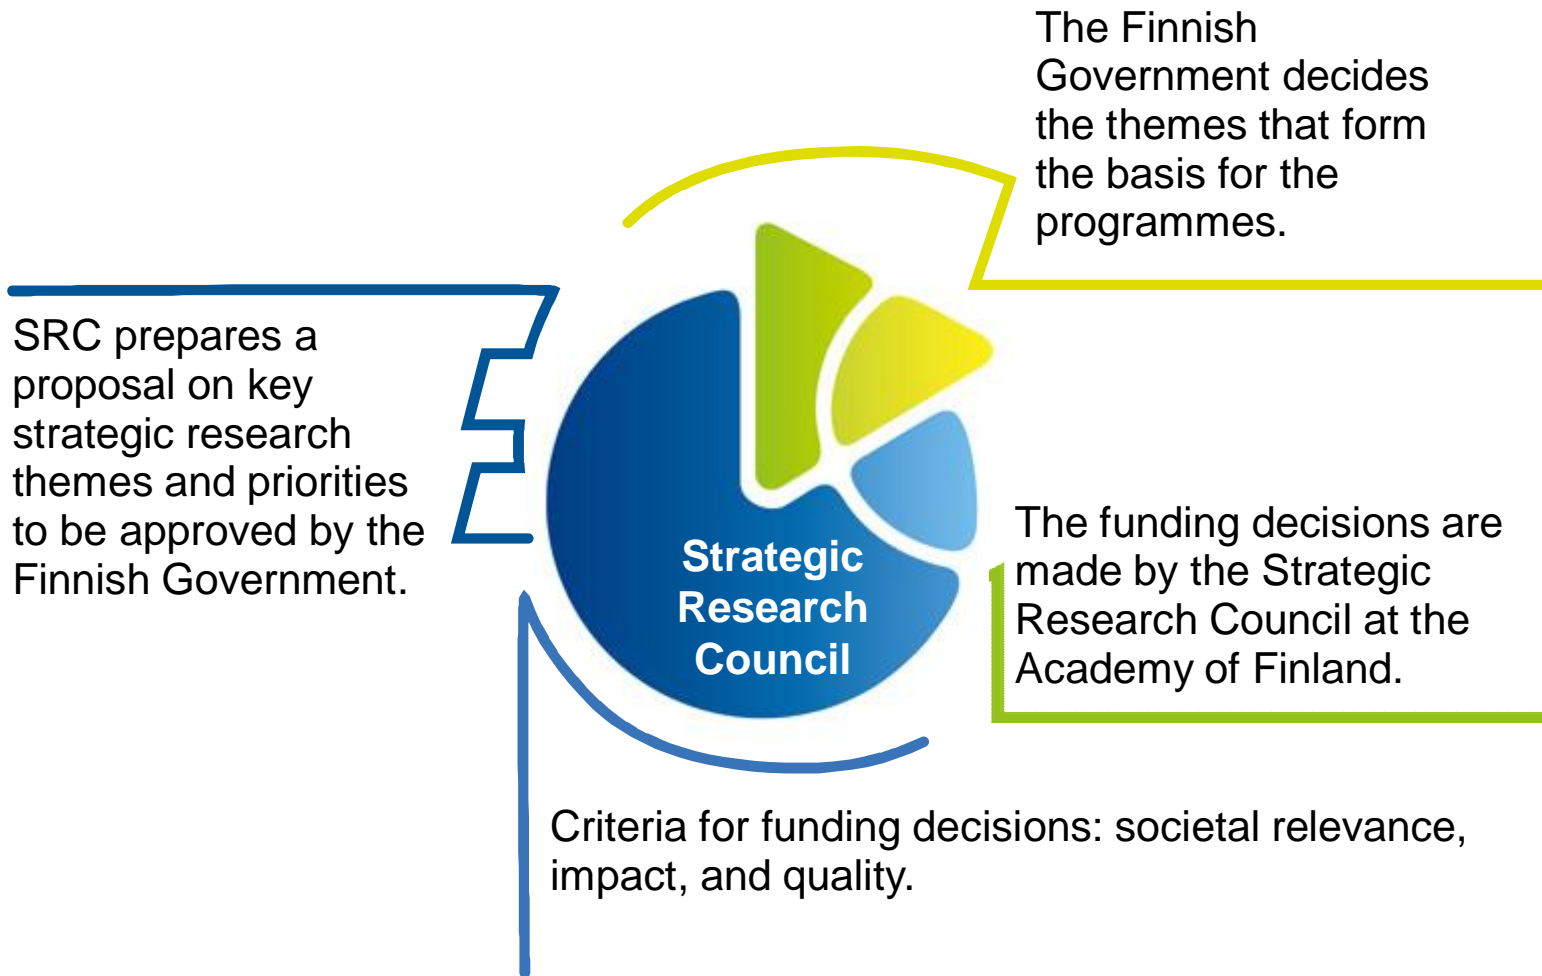 The Finnish
Government decides
the themes that form
the basis for the
programmes.
SRC prepares a
proposal on key
strategic research
themes and priorities
to be approved by the
Finnish Government.
Strategic
Research
Council
The funding decisions are
made by the Strategic
Research Council at the
Academy of Finland.
Criteria for funding decisions: societal relevance,
impact, and quality.